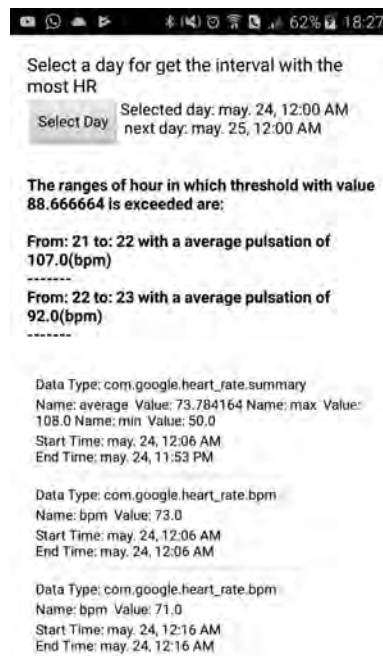 62% 18:27
Select a day for get the interval with the
most HR
Select Day
Selected day: may. 24, 12:00 AM
next day: may. 25, 12:00 AM
The ranges of hour in which threshold with value
88.666664 is exceeded are:
From: 21 to: 22 with a average pulsation of
107.0(bpm)
-------
From: 22 to: 23 with a average pulsation of
92.0(bpm)
-------
Data Type: com.google.heart_rate.summary
Name: average Value: 73.784164 Name: max Value:
108.0 Name: min Value: 50.0
Start Time: may. 24, 12:06 AM
End Time: may. 24, 11:53 PM
Data Type: com.google.heart_rate.bpm
Name: bpm Value: 73.0
Start Time: may. 24, 12:06 AM
End Time: may. 24, 12:06 AM
Data Type: com.google.heart_rate.bpm
Name: bpm Value: 71.0
Start Time: may. 24, 12:16 AM
End Time: may. 24, 12:16 AM